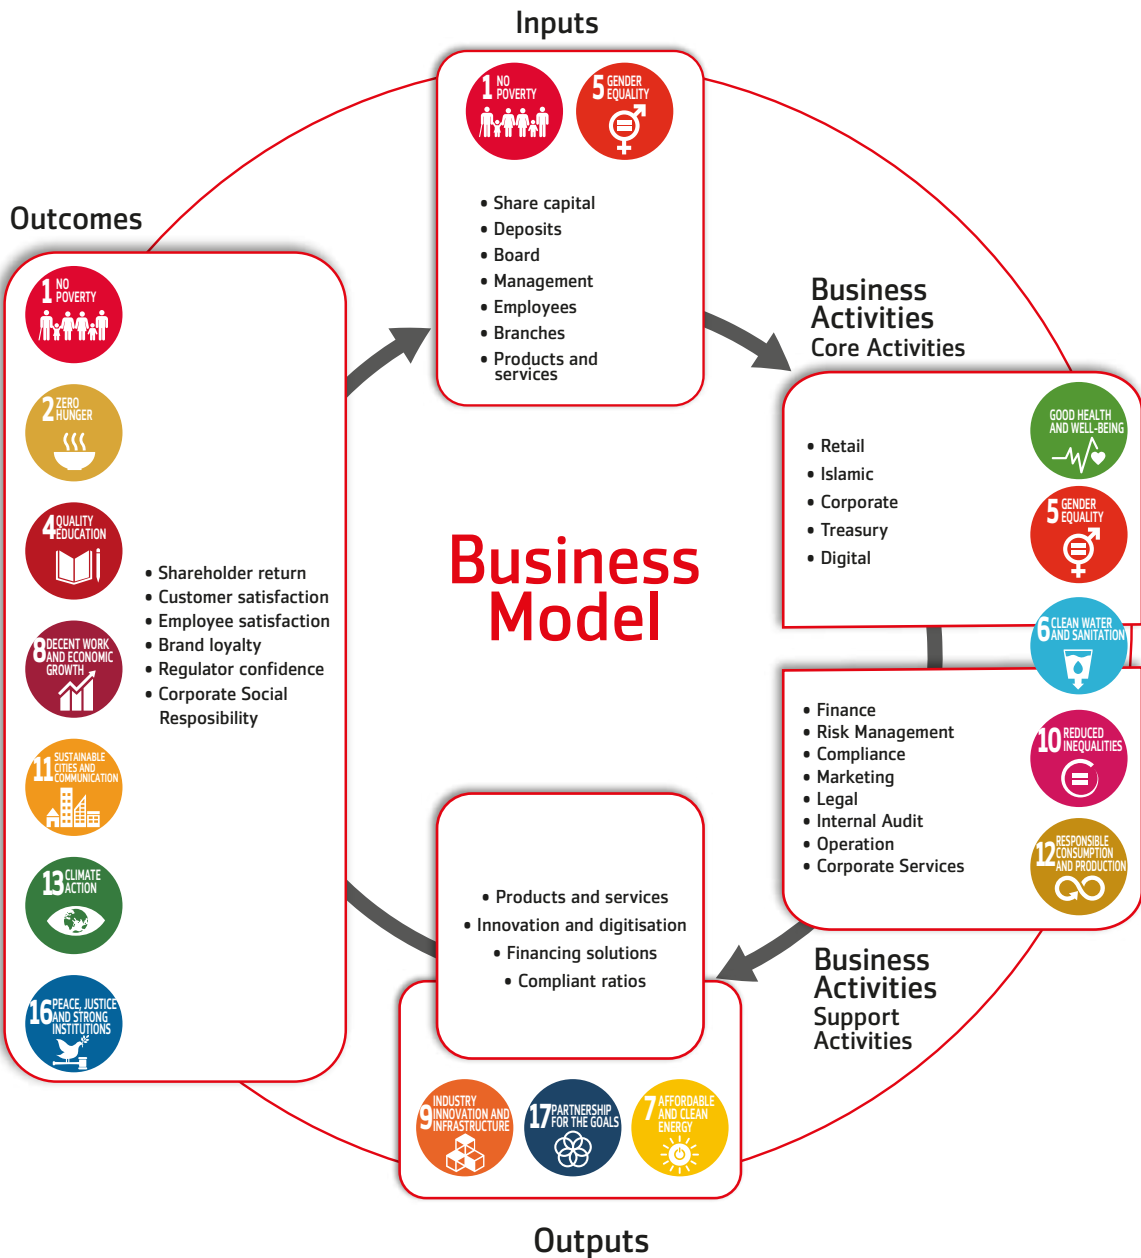 Inputs
1 NO
POVERTY
5 GENDER
EQUALITY
• Share capital
• Deposits
• Board
• Management
• Employees
• Branches
• Products and
services
Business
Activities
Core Activities
GOOD HEALTH
AND WELL-BEING
5 GENDER
EQUALITY
• Retail
• Islamic
• Corporate
• Treasury
• Digital
6 CLEAN WATER
AND SANITATION
10 REDUCED
INEQUALITIES
12 RESPONSIBLE
CONSUMPTION
AND PRODUCTION
• Finance
• Risk Management
• Compliance
• Marketing
• Legal
• Internal Audit
• Operation
• Corporate Services
Business
Activities
Support
Activities
• Products and services
• Innovation and digitisation
• Financing solutions
• Compliant ratios
9 INDUSTRY
INNOVATION AND
INFRASTRUCTURE
17 PARTNERSHIP
FOR THE GOALS
7 AFFORDABLE
AND CLEAN
ENERGY
Outputs
Outcomes
1 NO
POVERTY
2 ZERO
HUNGER
4 QUALITY
EDUCATION
8 DECENT WORK
AND ECONOMIC
GROWTH
11 SUSTAINABLE
CITIES AND
COMMUNICATION
13 CLIMATE
ACTION
16 PEACE, JUSTICE
AND STRONG
INSTITUTIONS
• Shareholder return
• Customer satisfaction
• Employee satisfaction
• Brand loyalty
• Regulator confidence
• Corporate Social
Resposibility
Business
Model